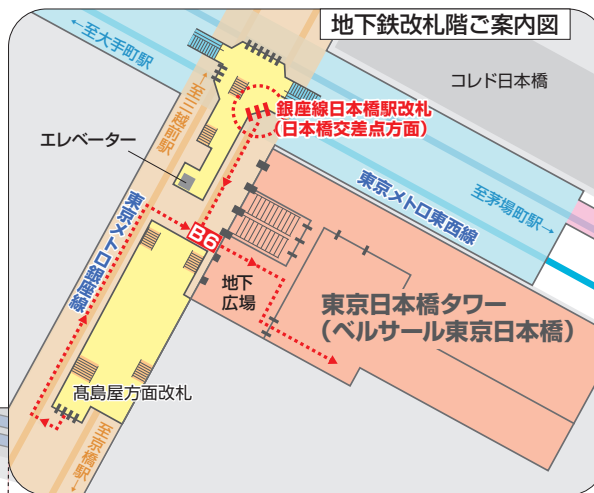 地下鉄改札階ご案内図
←至大手町駅
コレド日本橋
←至三越前駅
銀座線日本橋駅改札
（日本橋交差点方面）
エレベーター
東京メトロ東西線
至茅場町駅→
東京メトロ銀座線
B6
地下
広場
東京日本橋タワー
（ベルサール東京日本橋）
髙島屋方面改札
至京橋駅→